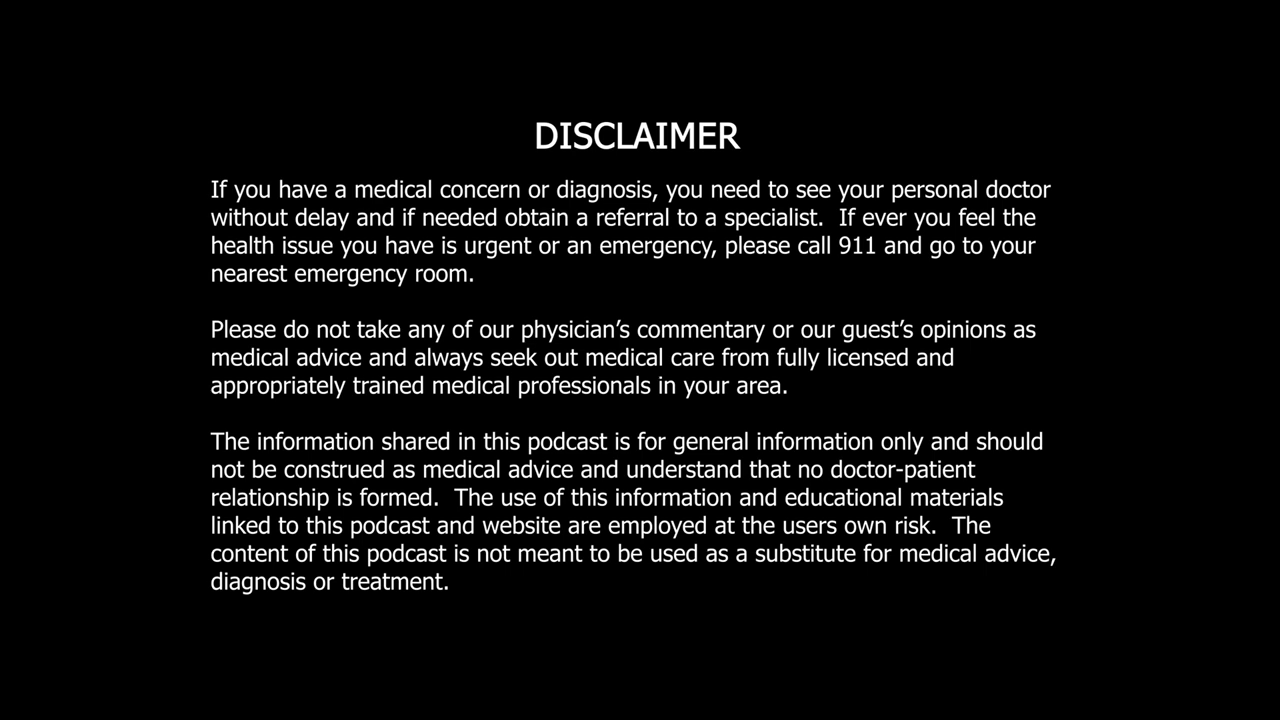 DISCLAIMER
If you have a medical concern or diagnosis, you need to see your personal doctor
without delay and if needed obtain a referral to a specialist.  If ever you feel the
health issue you have is urgent or an emergency, please call 911 and go to your
nearest emergency room.
Please do not take any of our physician’s commentary or our guest’s opinions as
medical advice and always seek out medical care from fully licensed and
appropriately trained medical professionals in your area.
The information shared in this podcast is for general information only and should
not be construed as medical advice and understand that no doctor-patient
relationship is formed.  The use of this information and educational materials
linked to this podcast and website are employed at the users own risk.  The
content of this podcast is not meant to be used as a substitute for medical advice,
diagnosis or treatment.